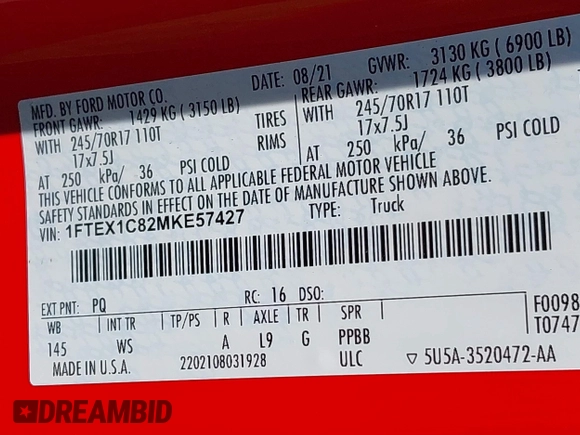 MFD. BY FORD MOTOR CO.
DATE: 08/21
GVWR: 3130 KG ( 6900 LB)
FRONT GAWR: 1429 KG ( 3150 LB)
REAR GAWR: 1724 KG ( 3800 LB)
WITH 245/70R17 110T TIRES
WITH 245/70R17 110T
17x7.5J RIMS
17x7.5J
AT 250 kPa/ 36 PSI COLD
AT 250 kPa/ 36 PSI COLD
THIS VEHICLE CONFORMS TO ALL APPLICABLE FEDERAL MOTOR VEHICLE
SAFETY STANDARDS IN EFFECT ON THE DATE OF MANUFACTURE SHOWN ABOVE.
VIN: 1FTEX1C82MKE57427
TYPE: Truck
EXT PNT: PQ RC: 16 DSO:
WB INT TR TP/PS R AXLE TR SPR
145 WS A L9 G PPBB
MADE IN U.S.A. 2202108031928 ULC
F0098
T0747
▽ 5U5A-3520472-AA
DREAMBID